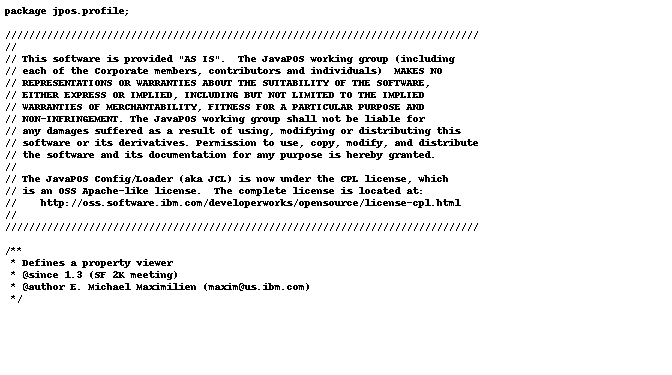 package jpos.profile;

///////////////////////////////////////////////////////////////////////////////
//
// This software is provided "AS IS".  The JavaPOS working group (including
// each of the Corporate members, contributors and individuals)  MAKES NO
// REPRESENTATIONS OR WARRANTIES ABOUT THE SUITABILITY OF THE SOFTWARE,
// EITHER EXPRESS OR IMPLIED, INCLUDING BUT NOT LIMITED TO THE IMPLIED
// WARRANTIES OF MERCHANTABILITY, FITNESS FOR A PARTICULAR PURPOSE AND
// NON-INFRINGEMENT. The JavaPOS working group shall not be liable for
// any damages suffered as a result of using, modifying or distributing this
// software or its derivatives. Permission to use, copy, modify, and distribute
// the software and its documentation for any purpose is hereby granted.
//
// The JavaPOS Config/Loader (aka JCL) is now under the CPL license, which
// is an OSS Apache-like license.  The complete license is located at:
//    http://oss.software.ibm.com/developerworks/opensource/license-cpl.html
//
///////////////////////////////////////////////////////////////////////////////

/**
 * Defines a property viewer
 * @since 1.3 (SF 2K meeting)
 * @author E. Michael Maximilien (maxim@us.ibm.com)
 */